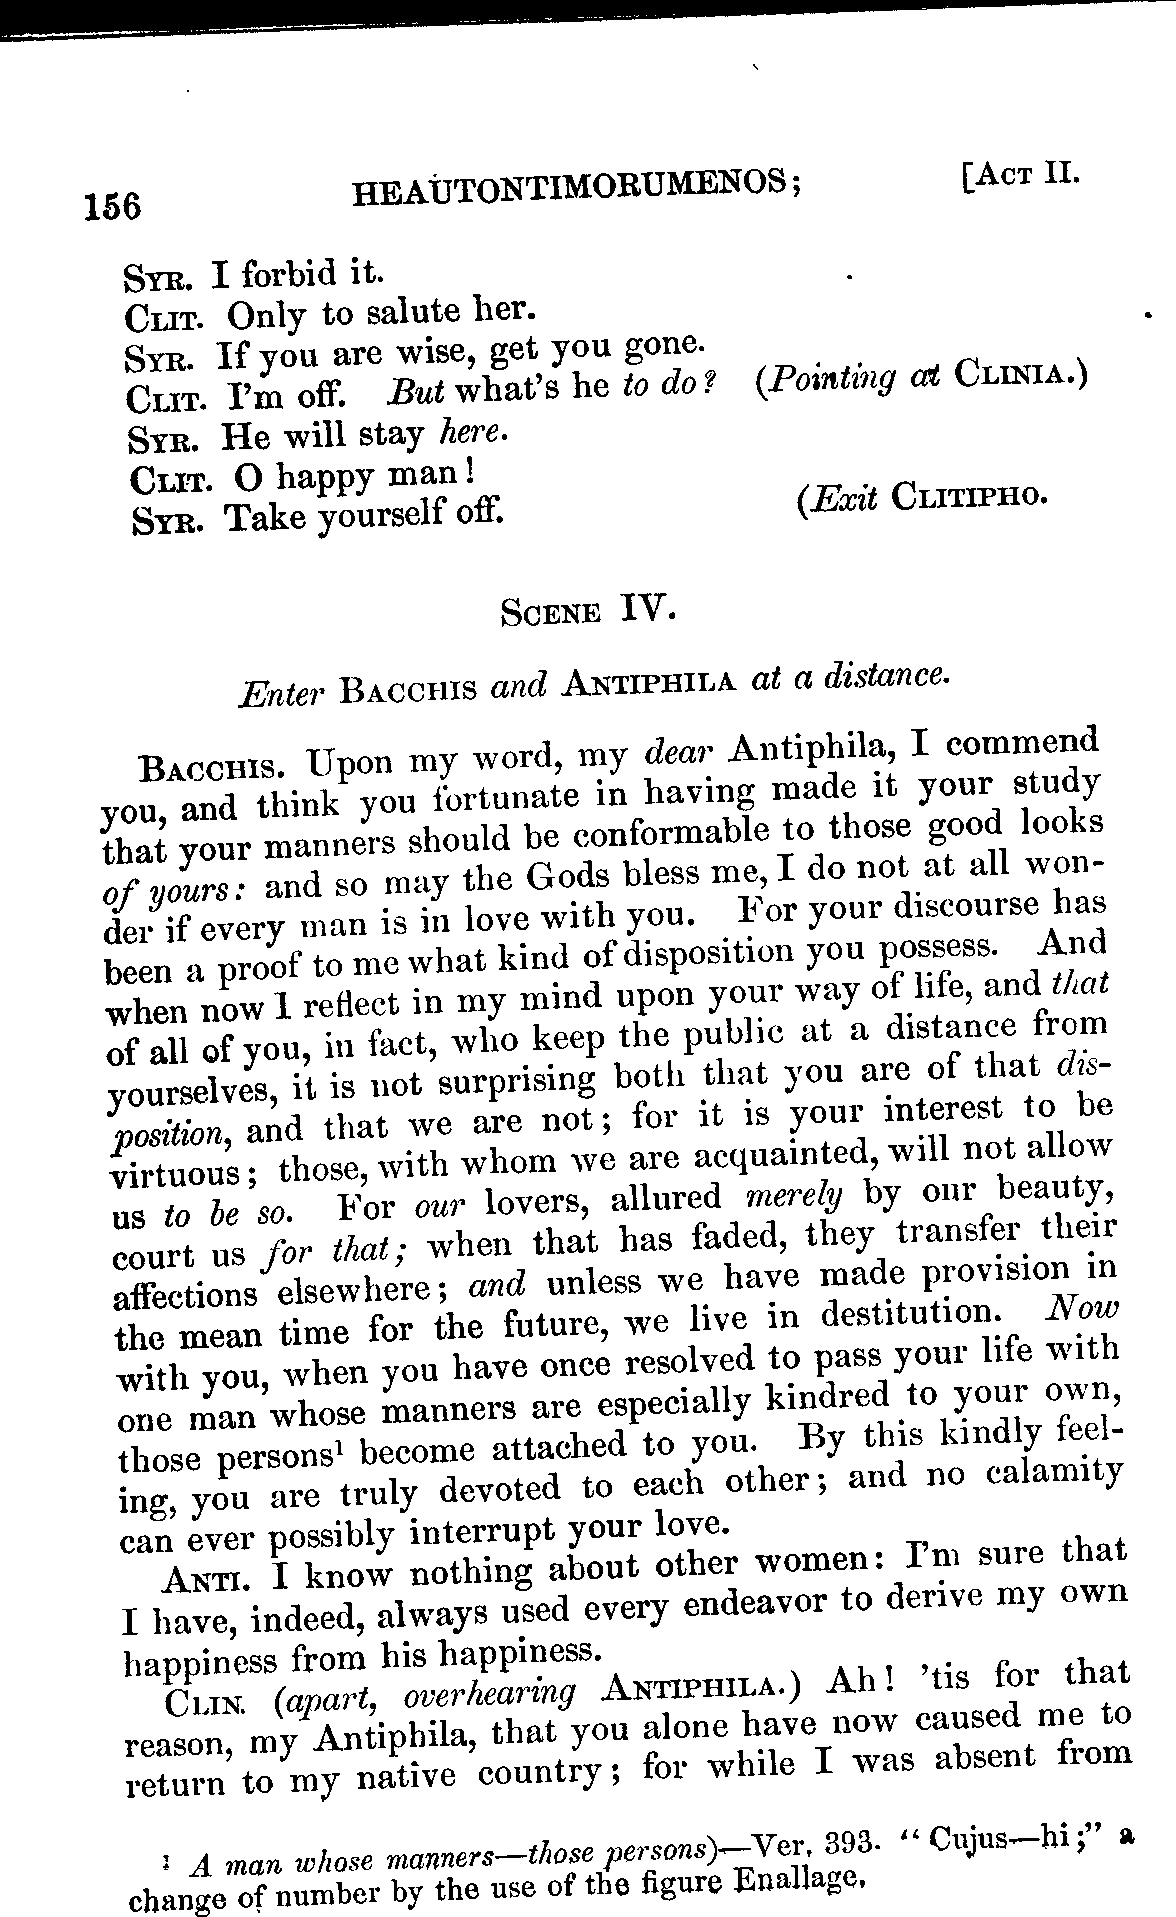 156 HEAUTONTIMORUMENOS; [ACT II.
SYR. I forbid it.
CLIT. Only to salute her.
SYR. If you are wise, get you gone.
CLIT. I'm off. But what's he to do? (Pointing at CLINIA.)
SYR. He will stay here.
CLIT. O happy man!
SYR. Take yourself off. (Exit CLITIPHO.
SCENE IV.
Enter BACCHIS and ANTIPHILA at a distance.
BACCHIS. Upon my word, my dear Antiphila, I commend
you, and think you fortunate in having made it your study
that your manners should be conformable to those good looks
of yours: and so may the Gods bless me, I do not at all won-
der if every man is in love with you. For your discourse has
been a proof to me what kind of disposition you possess. And
when now I reflect in my mind upon your way of life, and that
of all of you, in fact, who keep the public at a distance from
yourselves, it is not surprising both that you are of that dis-
position, and that we are not; for it is your interest to be
virtuous; those, with whom we are acquainted, will not allow
us to be so. For our lovers, allured merely by our beauty,
court us for that; when that has faded, they transfer their
affections elsewhere; and unless we have made provision in
the mean time for the future, we live in destitution. Now
with you, when you have once resolved to pass your life with
one man whose manners are especially kindred to your own,
those persons¹ become attached to you. By this kindly feel-
ing, you are truly devoted to each other; and no calamity
can ever possibly interrupt your love.
ANTI. I know nothing about other women: I'm sure that
I have, indeed, always used every endeavor to derive my own
happiness from his happiness.
CLIN. (apart, overhearing ANTIPHILA.) Ah! 'tis for that
reason, my Antiphila, that you alone have now caused me to
return to my native country; for while I was absent from
¹ A man whose manners—those persons)—Ver. 393. "Cujus—hi;" a
change of number by the use of the figure Enallage.